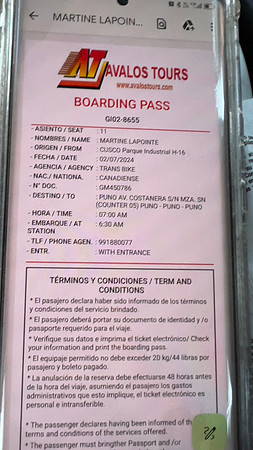 MARTINE LAPOIN...
AT AVALOS TOURS
www.avalostours.com
BOARDING PASS
GI02-8655
- ASIENTO / SEAT : 11
- NOMBRES / NAME : MARTINE LAPOINTE
- ORIGEN / FROM : CUSCO Parque Industrial H-16
- FECHA / DATE : 02/07/2024
- AGENCIA / AGENCY : TRANS BIKE
- NAC./ NATIONA. : CANADIENSE
- N° DOC. : GM450786
- DESTINO / TO : PUNO AV. COSTANERA S/N MZA. SN
(COUNTER 05) PUNO - PUNO - PUNO
- HORA / TIME : 07:00 AM
- EMBARQUE / AT : 6:30 AM
STATION
- TLF / PHONE AGEN. : 991880077
- ENTR. : WITH ENTRANCE
TÉRMINOS Y CONDICIONES / TERM AND
CONDITIONS
* El pasajero declara haber sido informado de los términos
y condiciones del servicio brindado.
* El pasajero deberá portar su documento de identidad y /o
pasaporte requerido para el viaje.
* Verifique sus datos e imprima el ticket electrónico/ Check
your information and print the boarding pass.
* El equipaje permitido no debe exceder 20 kg/44 libras por
pasajero y boleto pagado.
* La anulación de la reserva debe efectuarse 48 horas antes
de la hora del viaje, asumiendo el pasajero los gastos
administrativos que esto implique, el ticket electrónico es
personal e intransferible.
* The passenger declares having been informed of the
terms and conditions of the services offered.
* The passenger must bringther Passport and /or